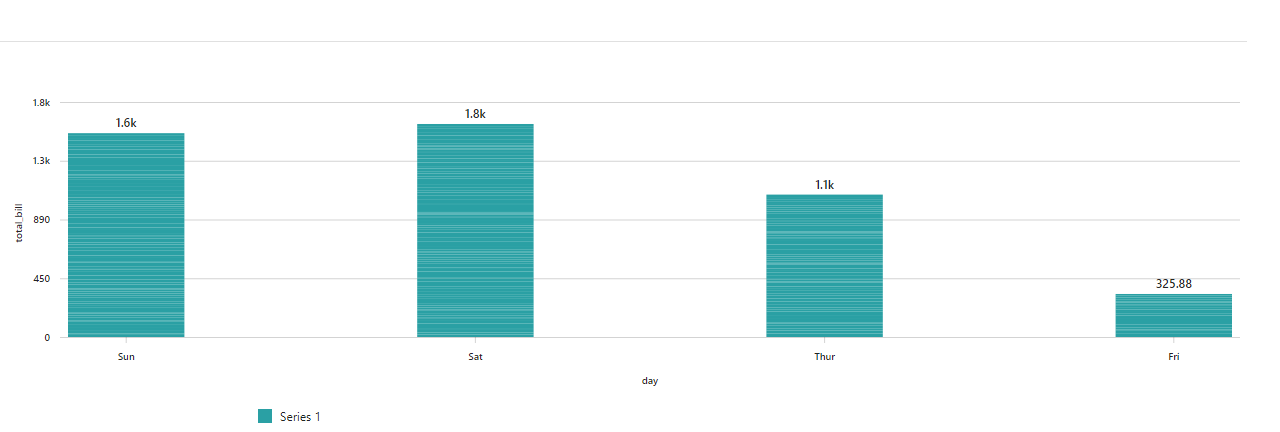 1.8k
1.3k
890
450
0
total_bill
1.6k
1.8k
1.1k
325.88
Sun
Sat
Thur
Fri
day
Series 1